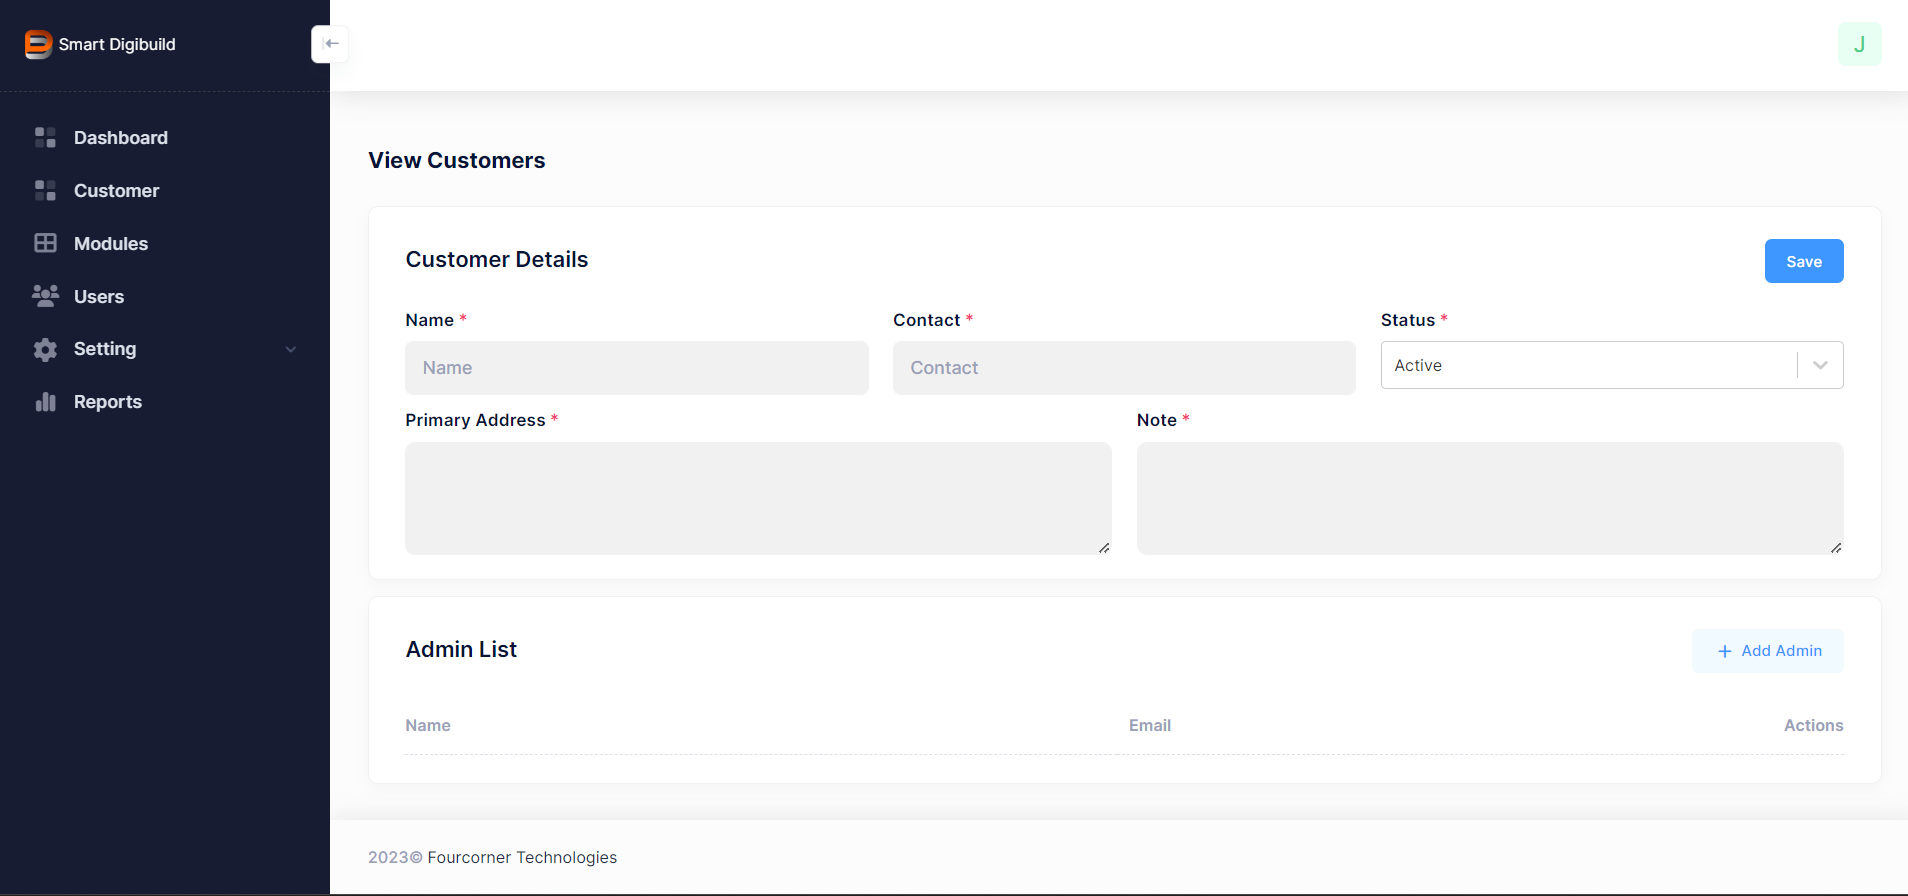 Smart Digibuild
J
Dashboard
Customer
Modules
Users
Setting
Reports
View Customers
Customer Details
Save
Name *
Contact *
Status *
Name
Contact
Active
Primary Address *
Note *
Admin List
+ Add Admin
Name
Email
Actions
2023© Fourcorner Technologies